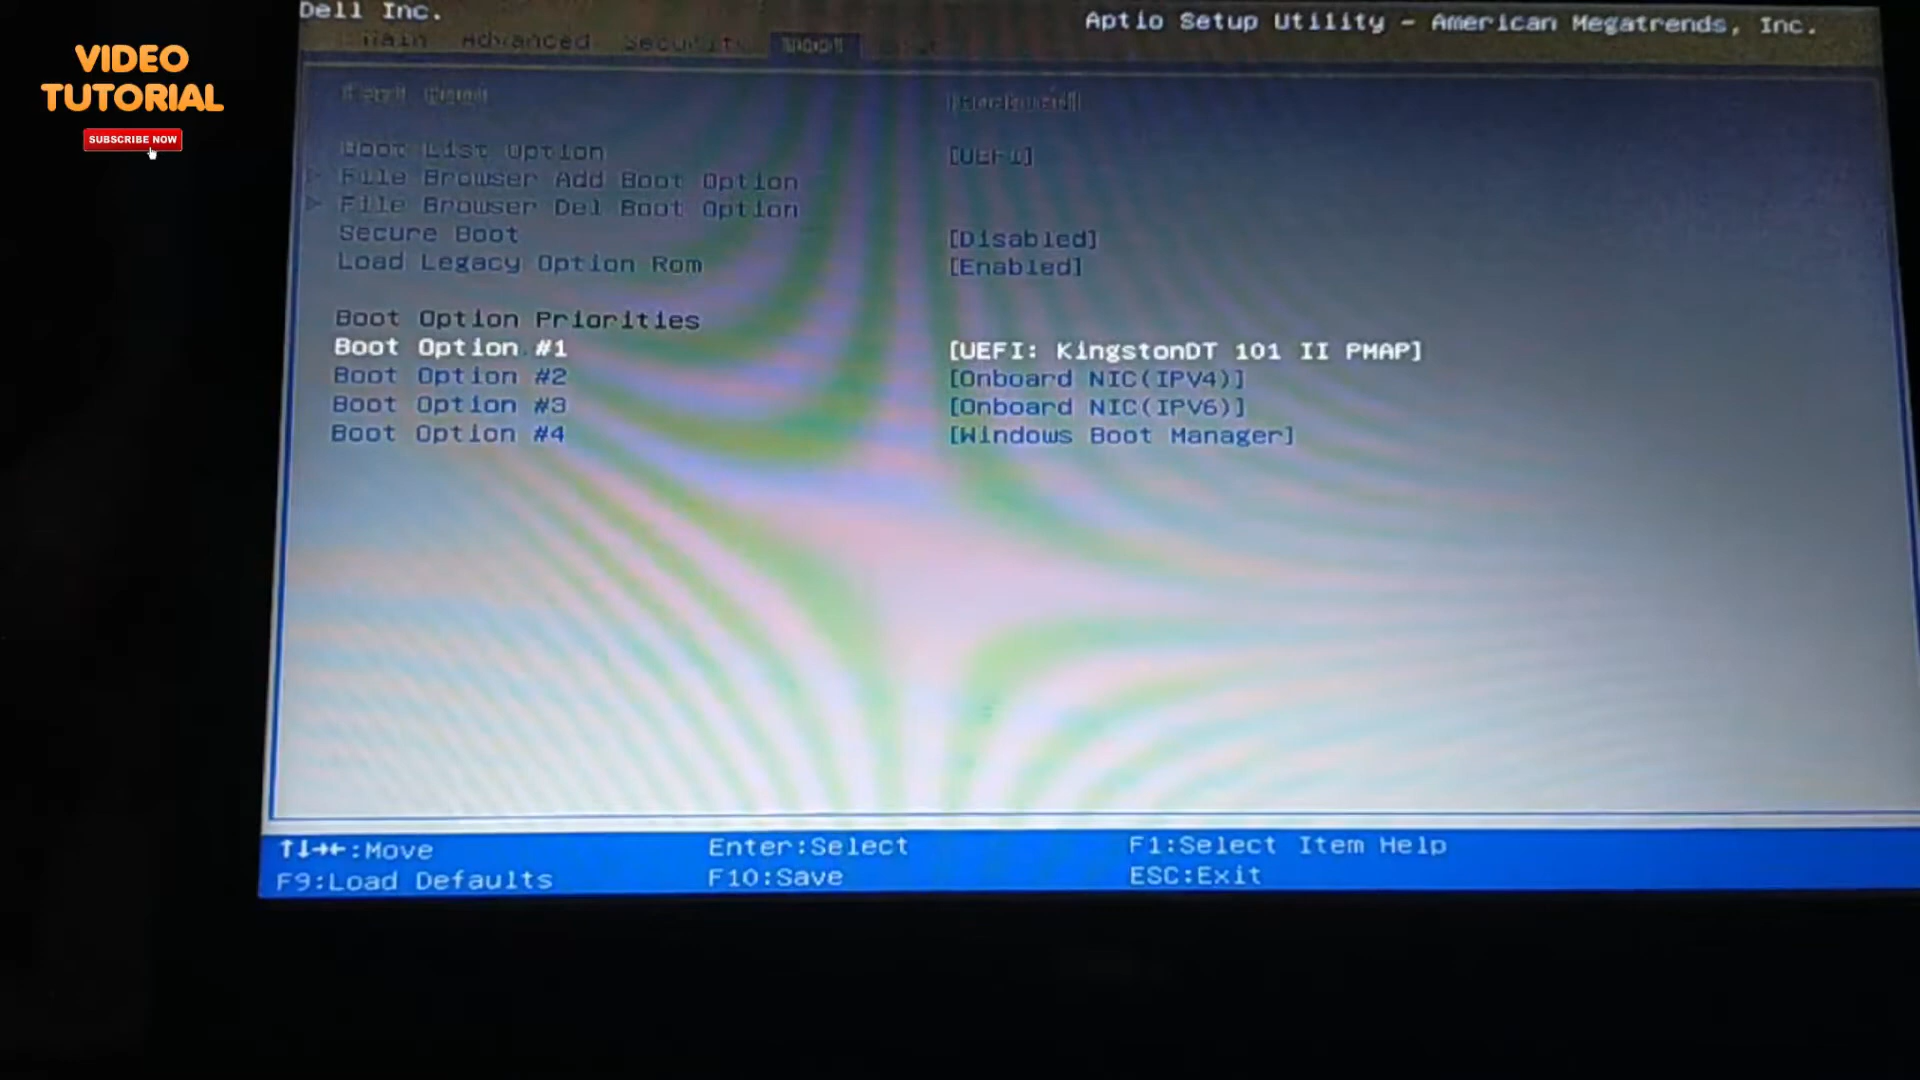 Dell Inc.
Aptio Setup Utility - American Megatrends, Inc.
VIDEO
TUTORIAL
SUBSCRIBE NOW
Main Advanced Security Boot
Boot List Option [UEFI]
File Browser Add Boot Option
File Browser Del Boot Option
Secure Boot [Disabled]
Load Legacy Option Rom [Enabled]
Boot Option Priorities
Boot Option #1 [UEFI: KingstonDT 101 II PMAP]
Boot Option #2 [Onboard NIC(IPV4)]
Boot Option #3 [Onboard NIC(IPV6)]
Boot Option #4 [Windows Boot Manager]
↑↓→←:Move Enter:Select F1:Select Item Help
F9:Load Defaults F10:Save ESC:Exit